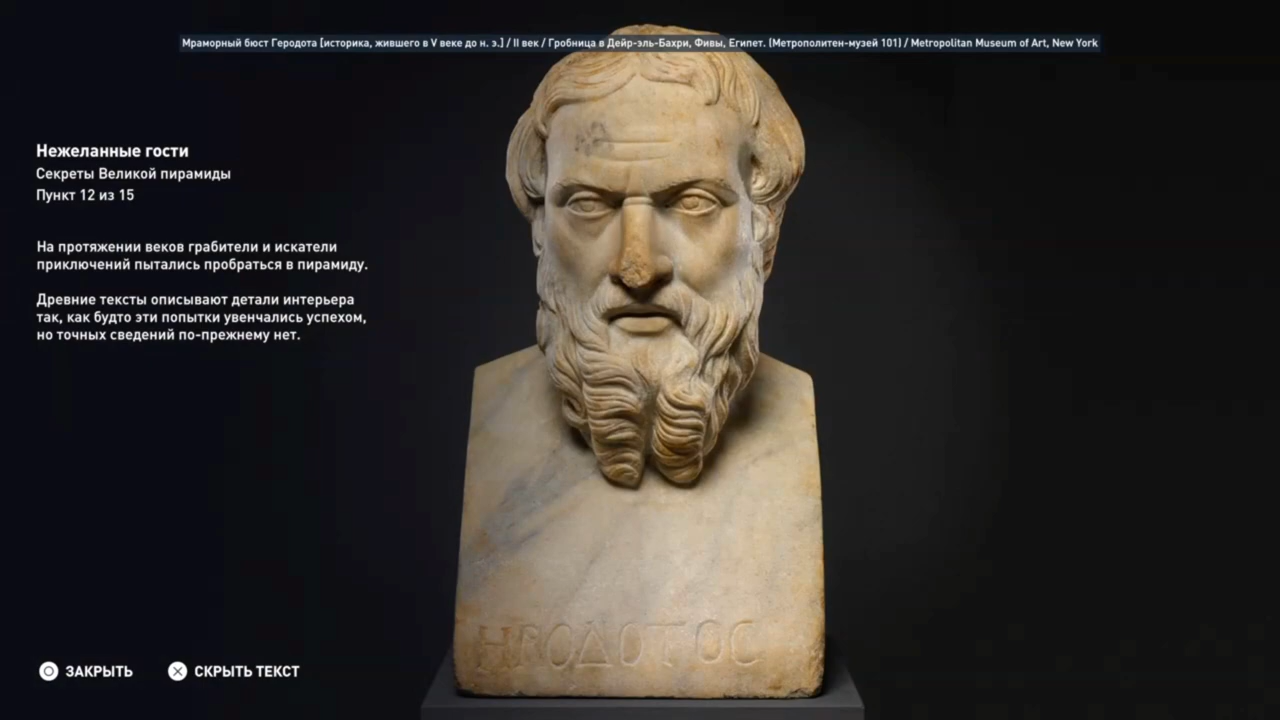 Мраморный бюст Геродота [историка, жившего в V веке до н. э.] / II век / Гробница в Дейр-эль-Бахри, Фивы, Египет. (Метрополитен-музей 101) / Metropolitan Museum of Art, New York
Нежеланные гости
Секреты Великой пирамиды
Пункт 12 из 15
На протяжении веков грабители и искатели
приключений пытались пробраться в пирамиду.
Древние тексты описывают детали интерьера
так, как будто эти попытки увенчались успехом,
но точных сведений по-прежнему нет.
ΗΡΟΔΟΤΟC
ЗАКРЫТЬ
СКРЫТЬ ТЕКСТ